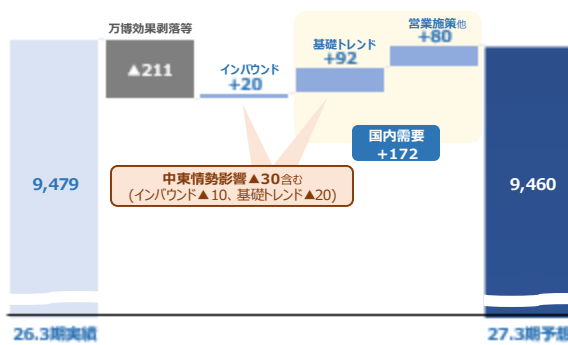 万博効果剥落等
▲211
インバウンド
+20
基礎トレンド
+92
営業施策他
+80
国内需要
+172
中東情勢影響▲30含む
(インバウンド▲10、基礎トレンド▲20)
9,479
9,460
26.3期実績
27.3期予想